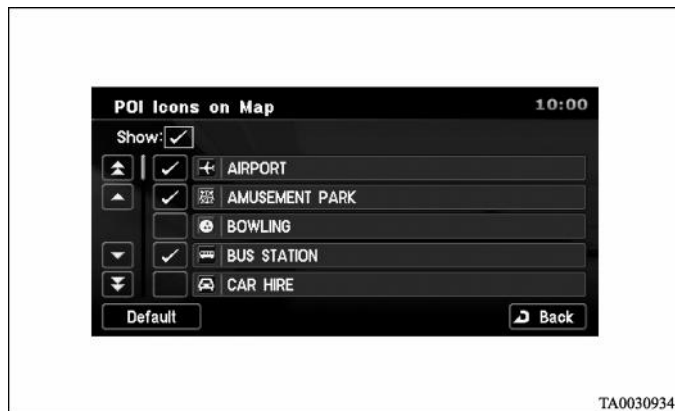 POI Icons on Map 10:00
Show:
AIRPORT
AMUSEMENT PARK
BOWLING
BUS STATION
CAR HIRE
Default Back
TA0030934